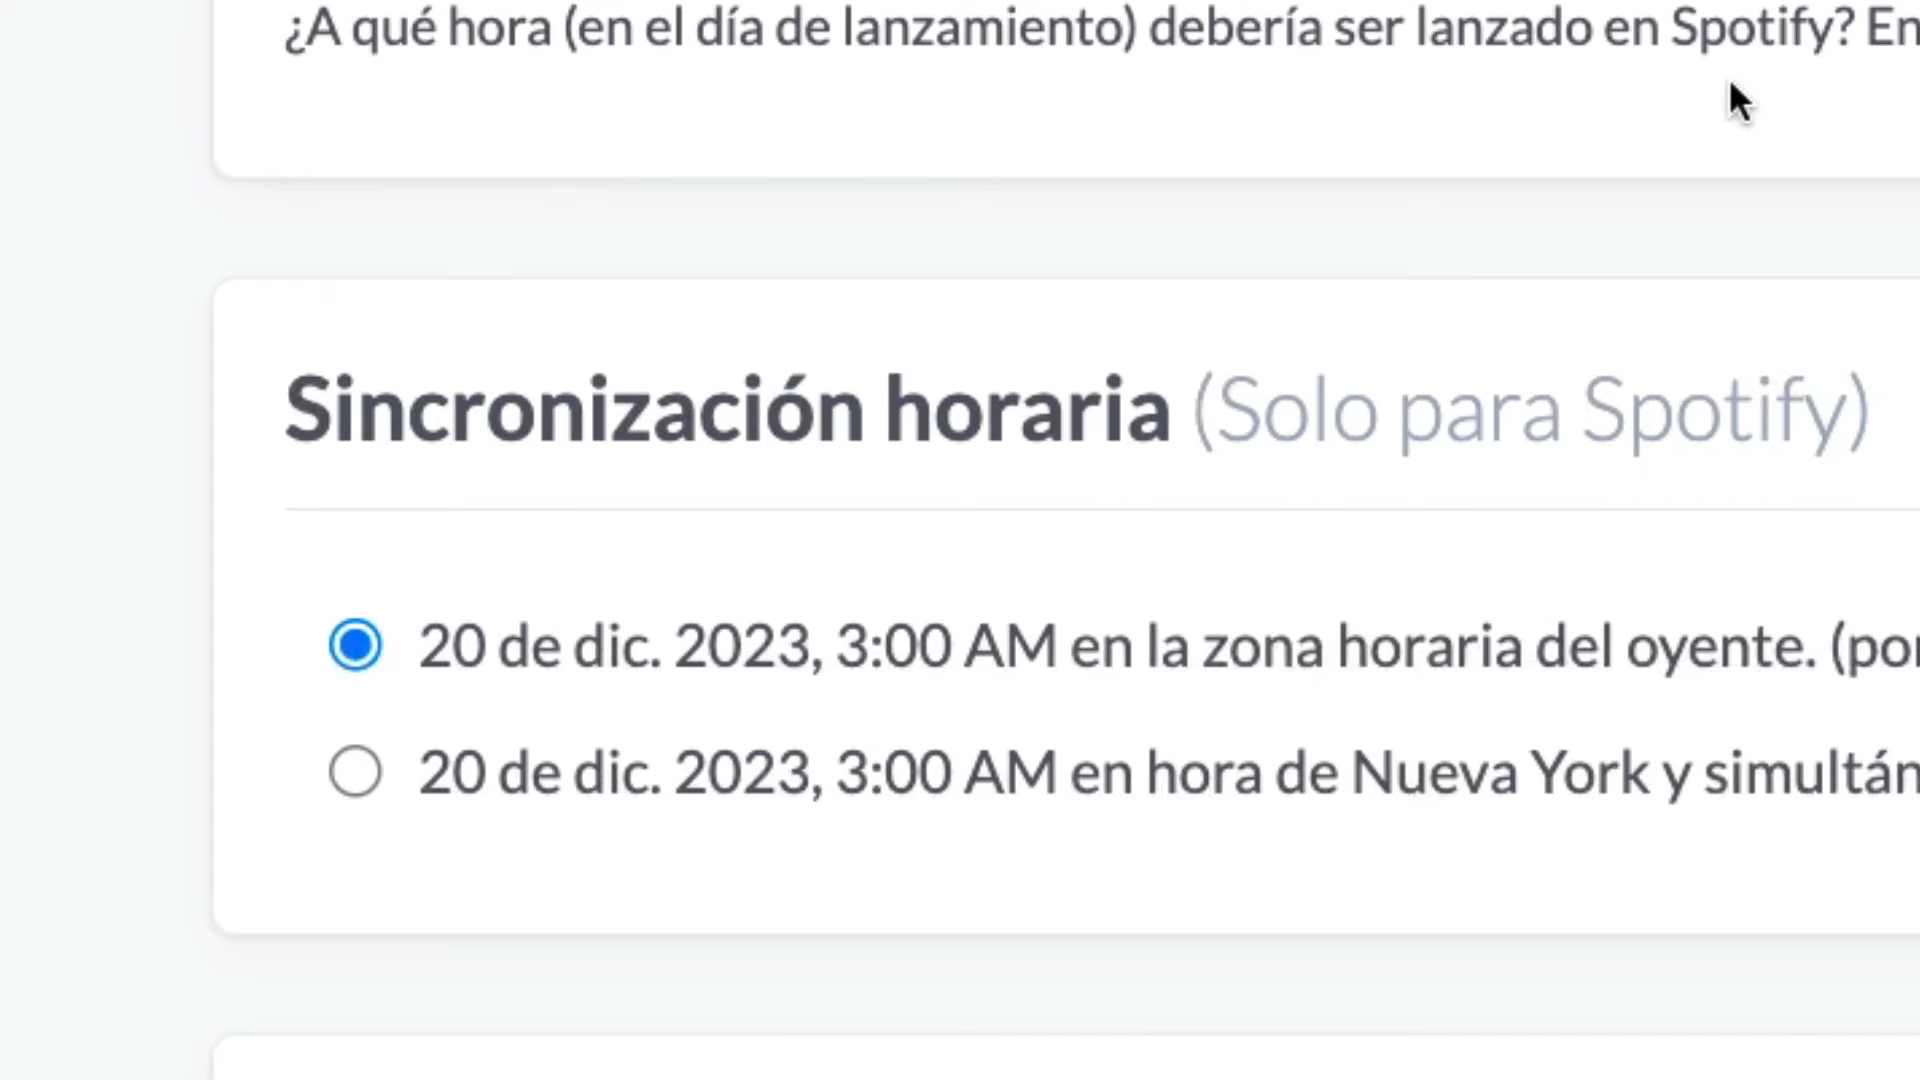 ¿A qué hora (en el día de lanzamiento) debería ser lanzado en Spotify? En
Sincronización horaria (Solo para Spotify)
20 de dic. 2023, 3:00 AM en la zona horaria del oyente. (por
20 de dic. 2023, 3:00 AM en hora de Nueva York y simultán